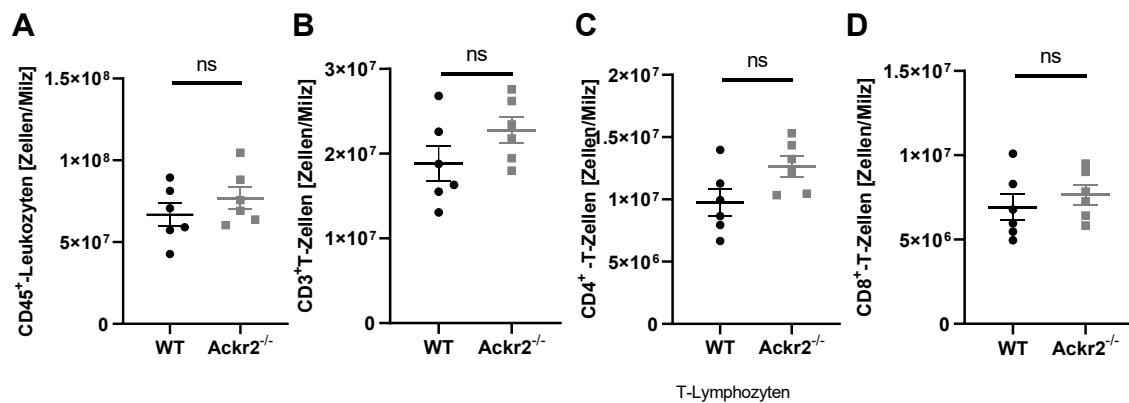 A
B
C
D
ns
ns
ns
ns
CD45⁺-Leukozyten [Zellen/Milz]
1.5×10⁸
1×10⁸
5×10⁷
0
WT Ackr2⁻/⁻
CD3⁺T-Zellen [Zellen/Milz]
3×10⁷
2×10⁷
1×10⁷
0
WT Ackr2⁻/⁻
CD4⁺ -T-Zellen [Zellen/Milz]
2×10⁷
1.5×10⁷
1×10⁷
5×10⁶
0
WT Ackr2⁻/⁻
CD8⁺-T-Zellen [Zellen/Milz]
1.5×10⁷
1×10⁷
5×10⁶
0
WT Ackr2⁻/⁻
T-Lymphozyten